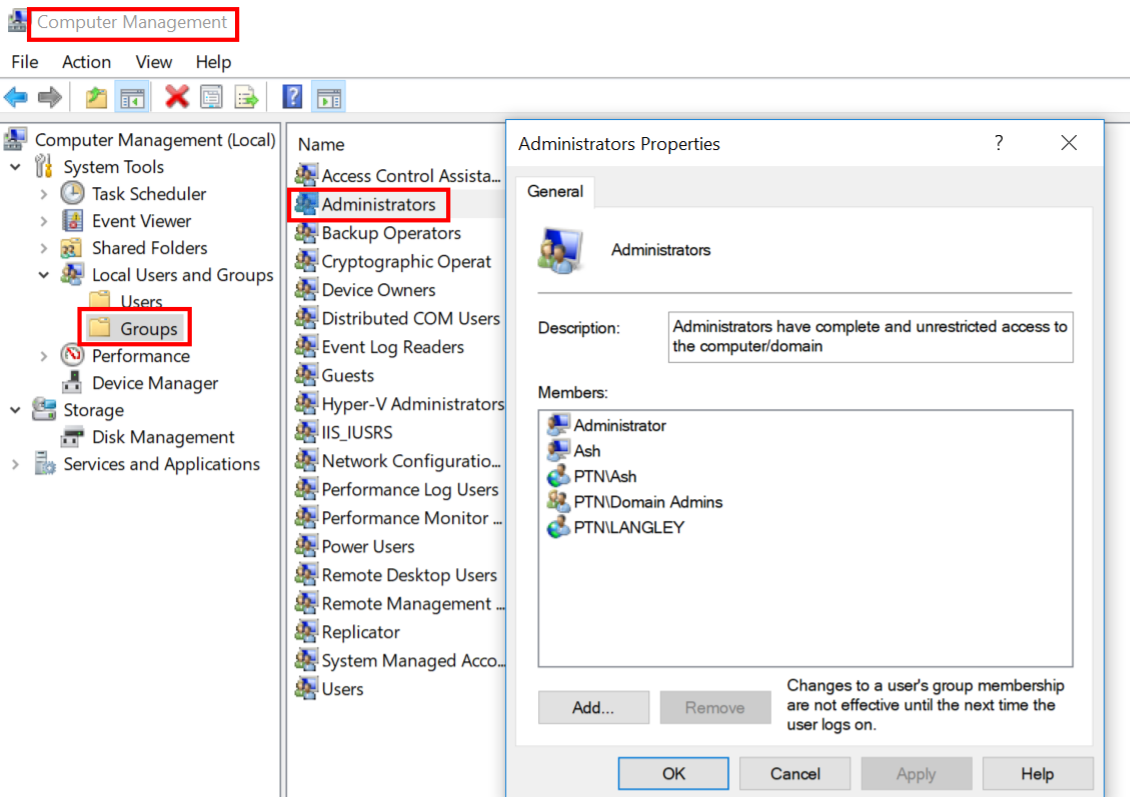 Computer Management
File Action View Help
Computer Management (Local)
System Tools
Task Scheduler
Event Viewer
Shared Folders
Local Users and Groups
Users
Groups
Performance
Device Manager
Storage
Disk Management
Services and Applications
Name
Access Control Assista...
Administrators
Backup Operators
Cryptographic Operat
Device Owners
Distributed COM Users
Event Log Readers
Guests
Hyper-V Administrators
IIS_IUSRS
Network Configuratio...
Performance Log Users
Performance Monitor ...
Power Users
Remote Desktop Users
Remote Management ...
Replicator
System Managed Acco...
Users
Administrators Properties
?
General
Administrators
Description:
Administrators have complete and unrestricted access to
the computer/domain
Members:
Administrator
Ash
PTN\Ash
PTN\Domain Admins
PTN\LANGLEY
Add...
Remove
Changes to a user's group membership
are not effective until the next time the
user logs on.
OK
Cancel
Apply
Help